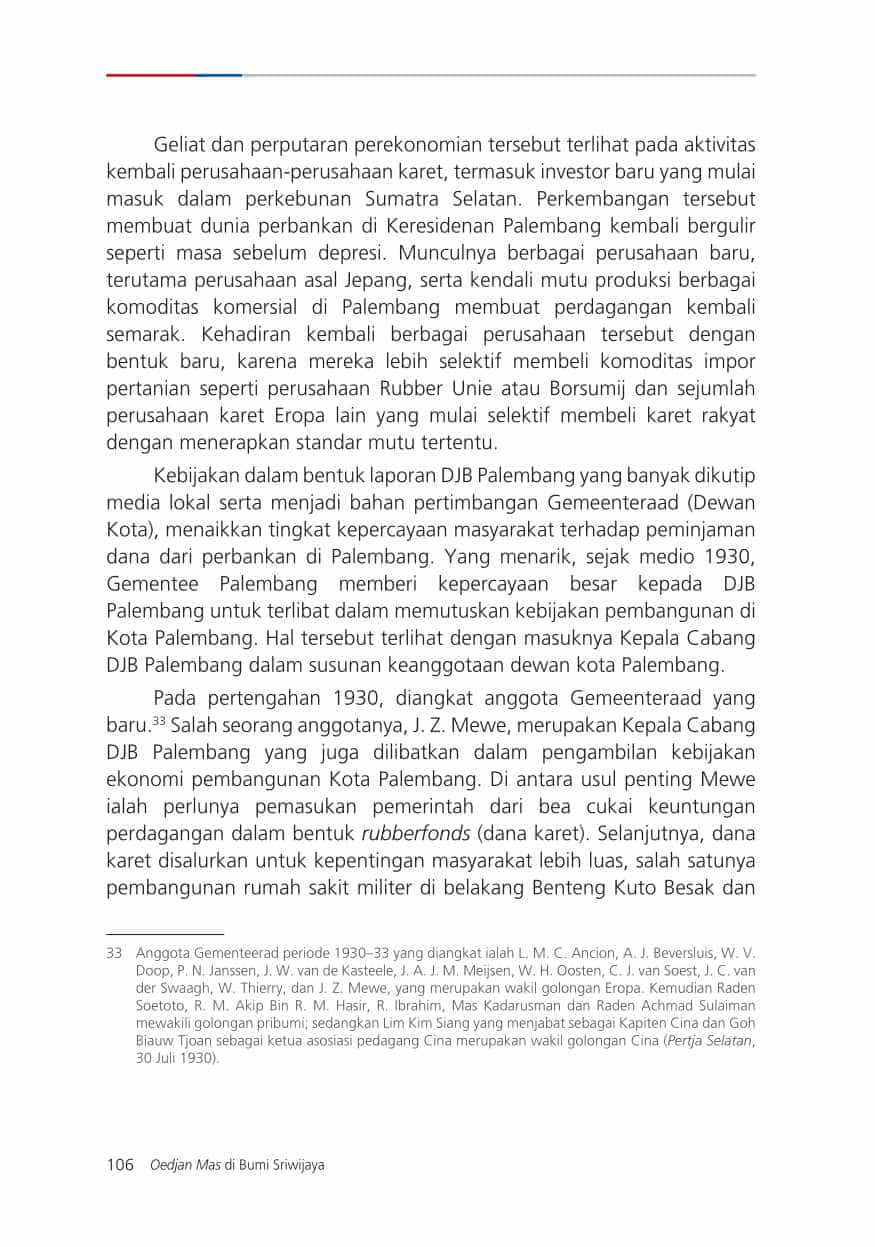 Geliat dan perputaran perekonomian tersebut terlihat pada aktivitas
kembali perusahaan-perusahaan karet, termasuk investor baru yang mulai
masuk dalam perkebunan Sumatra Selatan. Perkembangan tersebut
membuat dunia perbankan di Keresidenan Palembang kembali bergulir
seperti masa sebelum depresi. Munculnya berbagai perusahaan baru,
terutama perusahaan asal Jepang, serta kendali mutu produksi berbagai
komoditas komersial di Palembang membuat perdagangan kembali
semarak. Kehadiran kembali berbagai perusahaan tersebut dengan
bentuk baru, karena mereka lebih selektif membeli komoditas impor
pertanian seperti perusahaan Rubber Unie atau Borsumij dan sejumlah
perusahaan karet Eropa lain yang mulai selektif membeli karet rakyat
dengan menerapkan standar mutu tertentu.
Kebijakan dalam bentuk laporan DJB Palembang yang banyak dikutip
media lokal serta menjadi bahan pertimbangan Gemeenteraad (Dewan
Kota), menaikkan tingkat kepercayaan masyarakat terhadap peminjaman
dana dari perbankan di Palembang. Yang menarik, sejak medio 1930,
Gementee Palembang memberi kepercayaan besar kepada DJB
Palembang untuk terlibat dalam memutuskan kebijakan pembangunan di
Kota Palembang. Hal tersebut terlihat dengan masuknya Kepala Cabang
DJB Palembang dalam susunan keanggotaan dewan kota Palembang.
Pada pertengahan 1930, diangkat anggota Gemeenteraad yang
baru.33 Salah seorang anggotanya, J. Z. Mewe, merupakan Kepala Cabang
DJB Palembang yang juga dilibatkan dalam pengambilan kebijakan
ekonomi pembangunan Kota Palembang. Di antara usul penting Mewe
ialah perlunya pemasukan pemerintah dari bea cukai keuntungan
perdagangan dalam bentuk rubberfonds (dana karet). Selanjutnya, dana
karet disalurkan untuk kepentingan masyarakat lebih luas, salah satunya
pembangunan rumah sakit militer di belakang Benteng Kuto Besak dan
33 Anggota Gementeerad periode 1930–33 yang diangkat ialah L. M. C. Ancion, A. J. Beversluis, W. V.
Doop, P. N. Janssen, J. W. van de Kasteele, J. A. J. M. Meijsen, W. H. Oosten, C. J. van Soest, J. C. van
der Swaagh, W. Thierry, dan J. Z. Mewe, yang merupakan wakil golongan Eropa. Kemudian Raden
Soetoto, R. M. Akip Bin R. M. Hasir, R. Ibrahim, Mas Kadarusman dan Raden Achmad Sulaiman
mewakili golongan pribumi; sedangkan Lim Kim Siang yang menjabat sebagai Kapiten Cina dan Goh
Biauw Tjoan sebagai ketua asosiasi pedagang Cina merupakan wakil golongan Cina (Pertja Selatan,
30 Juli 1930).
106 Oedjan Mas di Bumi Sriwijaya